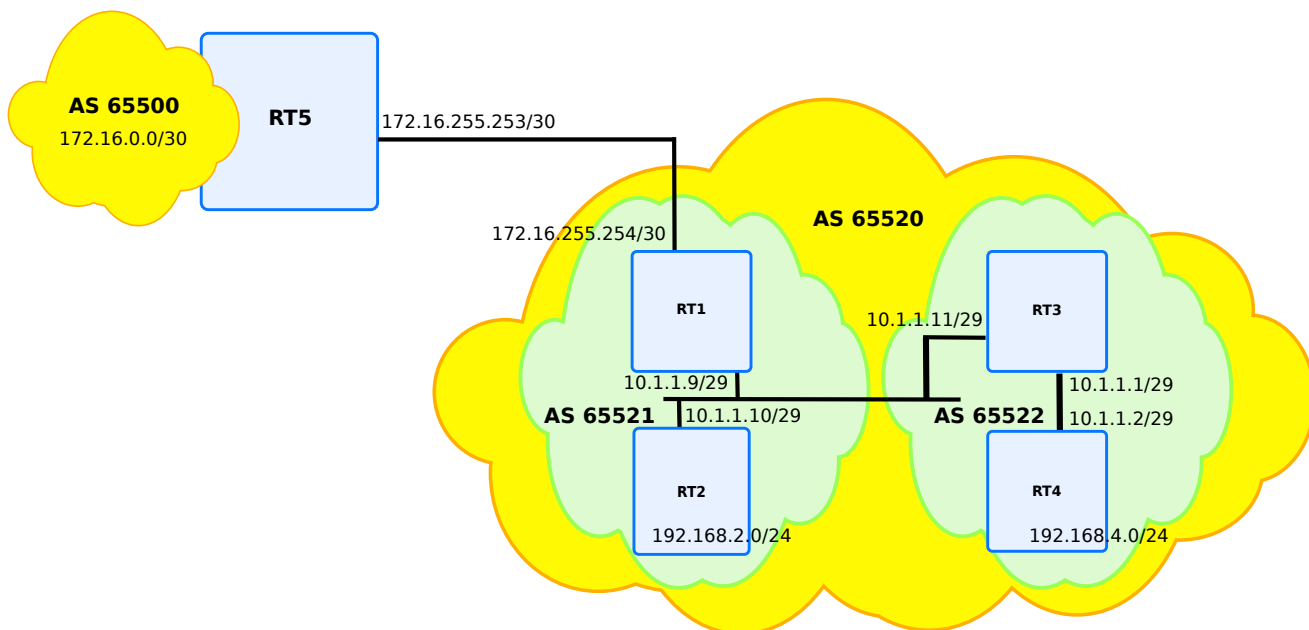 AS 65500
172.16.0.0/30
RT5
172.16.255.253/30
AS 65520
172.16.255.254/30
RT1
RT3
10.1.1.11/29
10.1.1.9/29
10.1.1.1/29
AS 65521
10.1.1.10/29
AS 65522
10.1.1.2/29
RT2
RT4
192.168.2.0/24
192.168.4.0/24